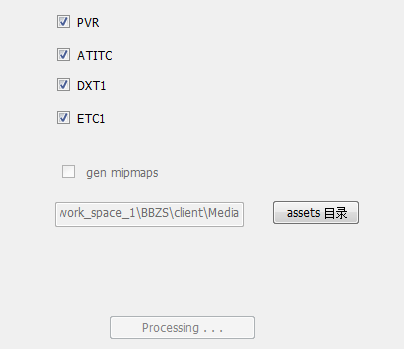 PVR
ATITC
DXT1
ETC1
gen mipmaps
work_space_1\BBZS\client\Media
assets 目录
Processing . . .